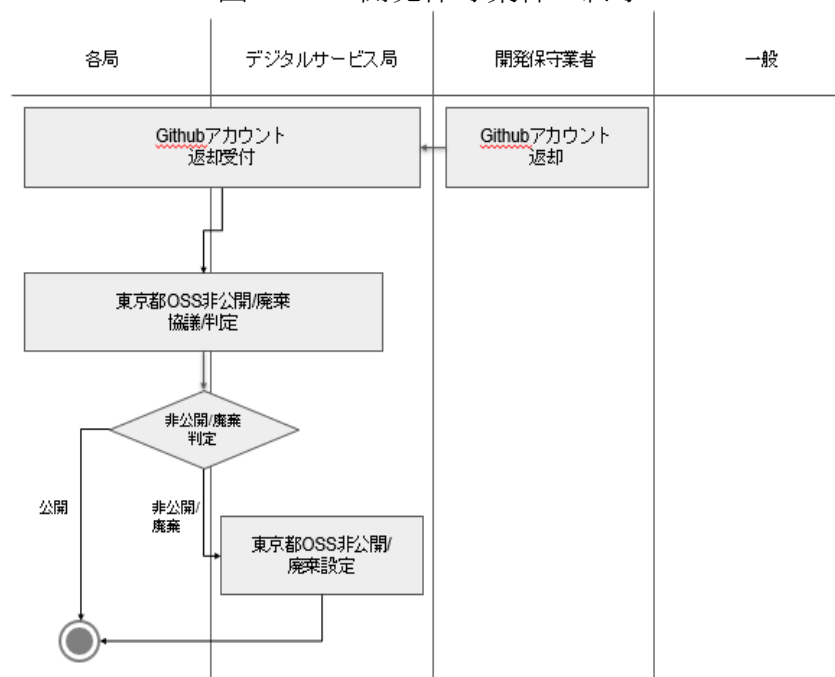 各局
デジタルサービス局
開発保守業者
一般
Githubアカウント
返却受付
Githubアカウント
返却
東京都OSS非公開/廃棄
協議/判定
非公開/廃棄
判定
公開
非公開/
廃棄
東京都OSS非公開/
廃棄設定